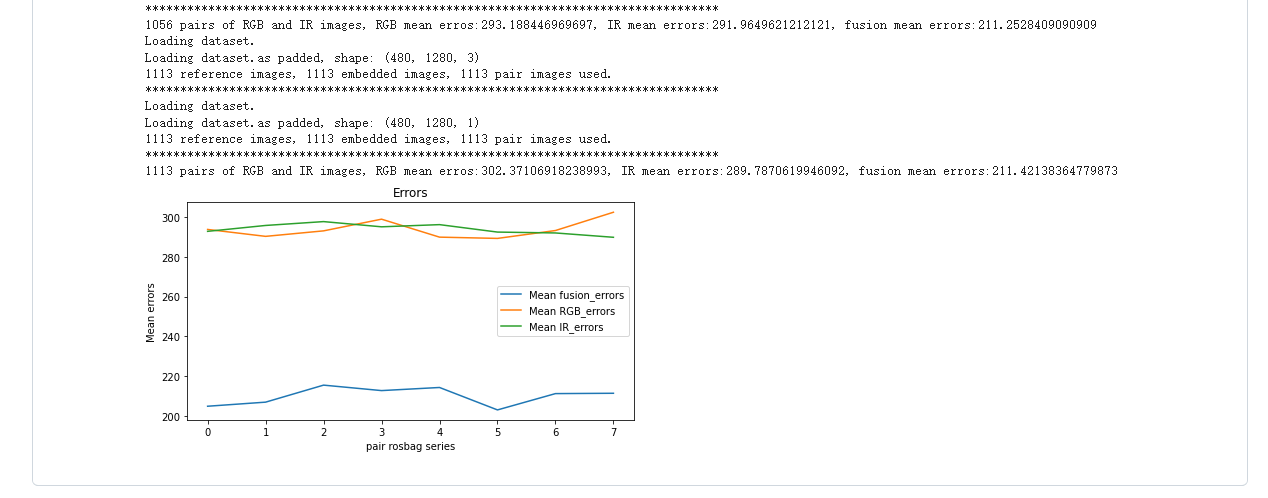 **********************************************************************************
1056 pairs of RGB and IR images, RGB mean erros:293.188446969697, IR mean errors:291.9649621212121, fusion mean errors:211.2528409090909
Loading dataset.
Loading dataset.as padded, shape: (480, 1280, 3)
1113 reference images, 1113 embedded images, 1113 pair images used.
**********************************************************************************
Loading dataset.
Loading dataset.as padded, shape: (480, 1280, 1)
1113 reference images, 1113 embedded images, 1113 pair images used.
**********************************************************************************
1113 pairs of RGB and IR images, RGB mean erros:302.37106918238993, IR mean errors:289.7870619946092, fusion mean errors:211.42138364779873
Errors
300
280
260
240
220
200
Mean errors
Mean fusion_errors
Mean RGB_errors
Mean IR_errors
0 1 2 3 4 5 6 7
pair rosbag series